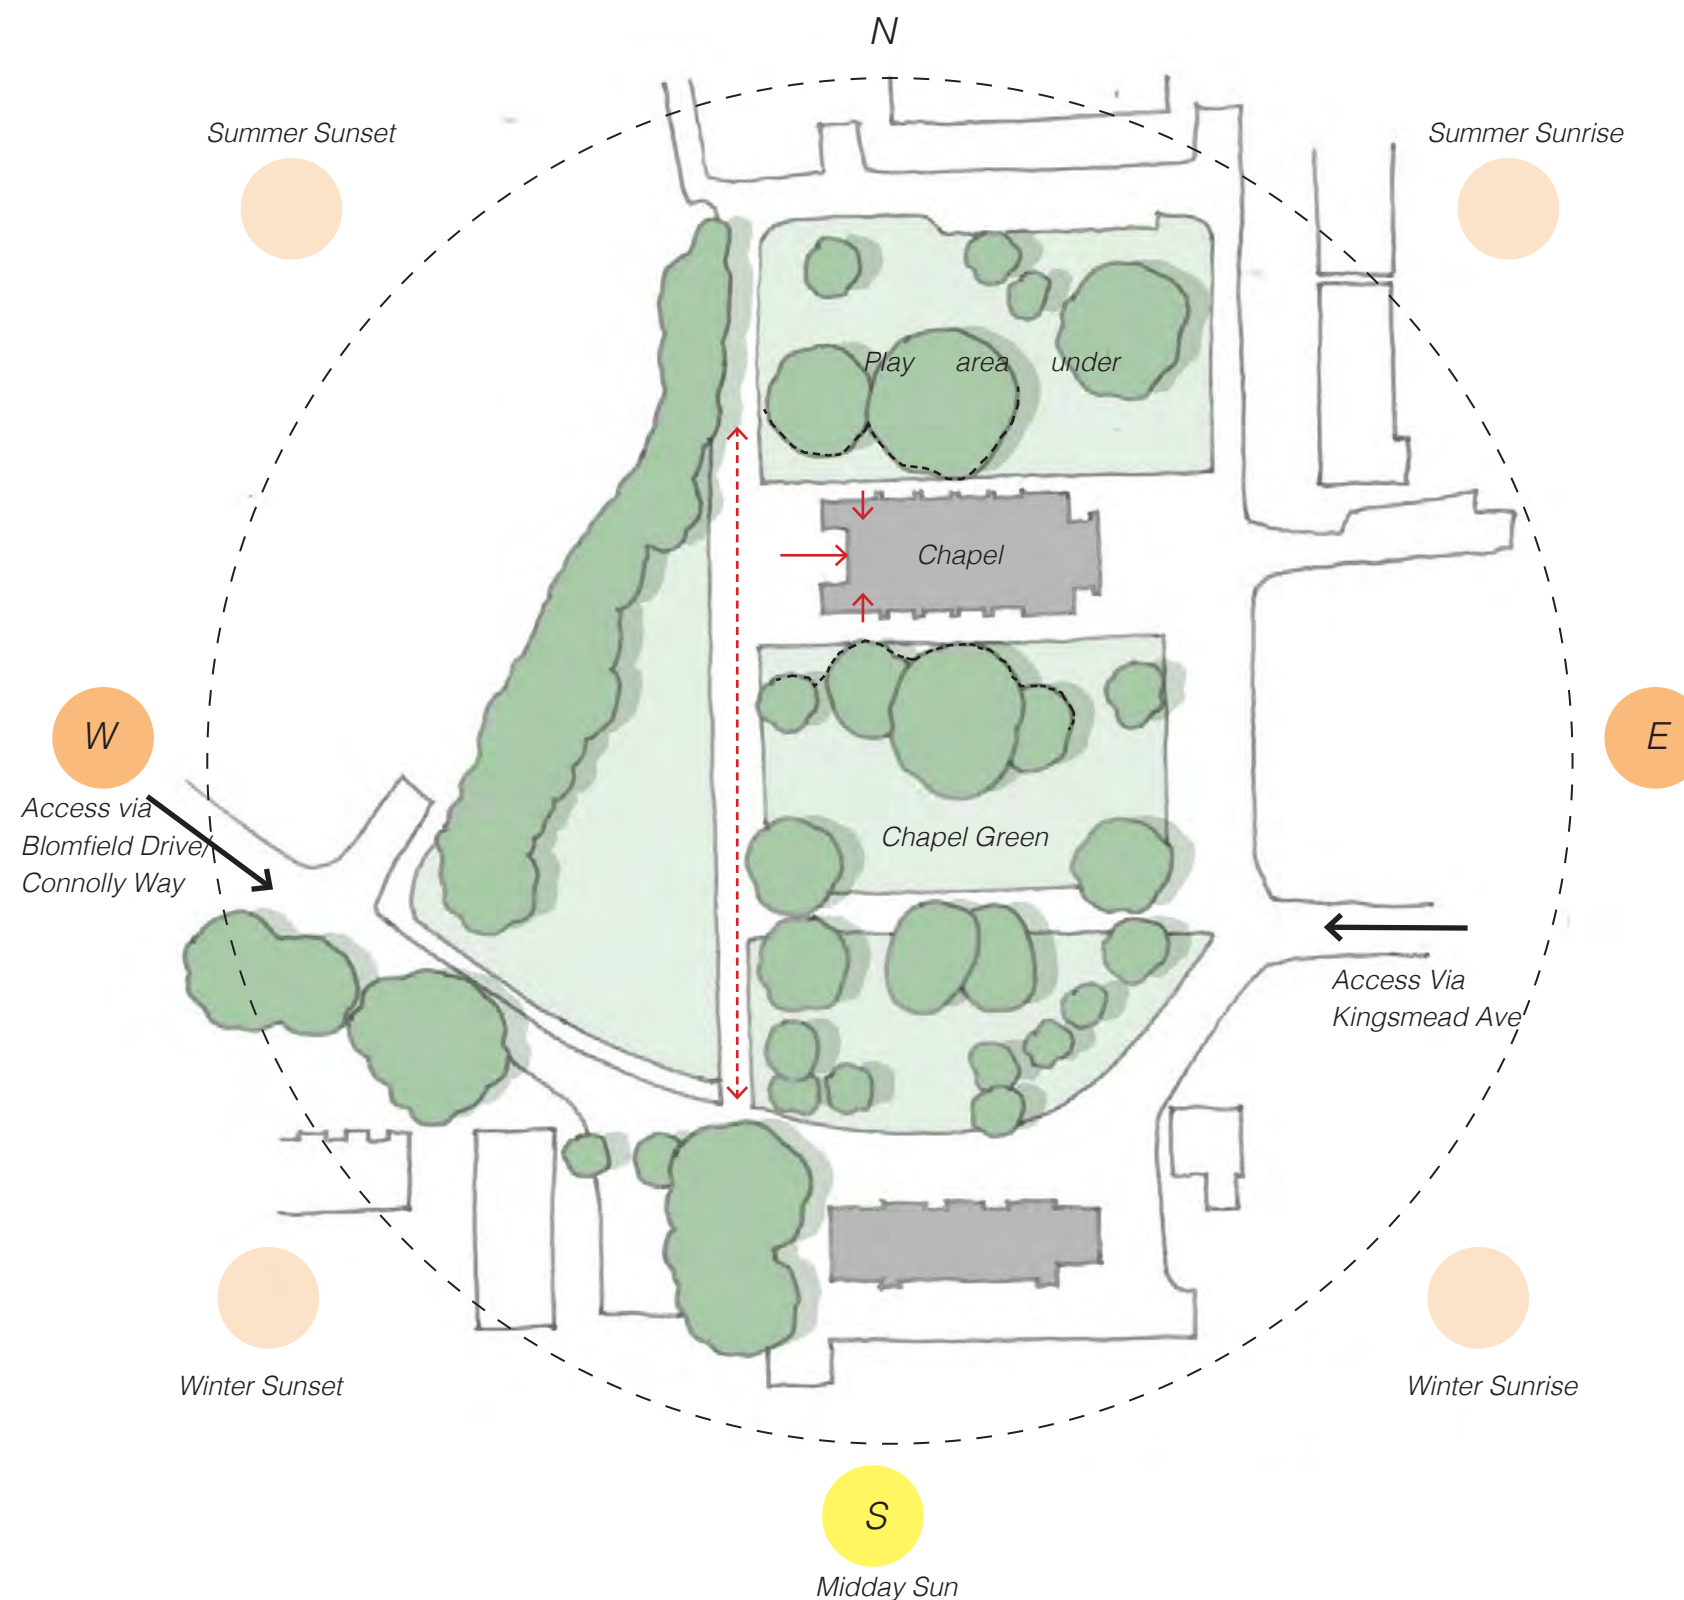 N
Summer Sunset
Summer Sunrise
Play area under
Chapel
W
E
Access via
Blomfield Drive/
Connolly Way
Chapel Green
Access Via
Kingsmead Ave
Winter Sunset
Winter Sunrise
S
Midday Sun